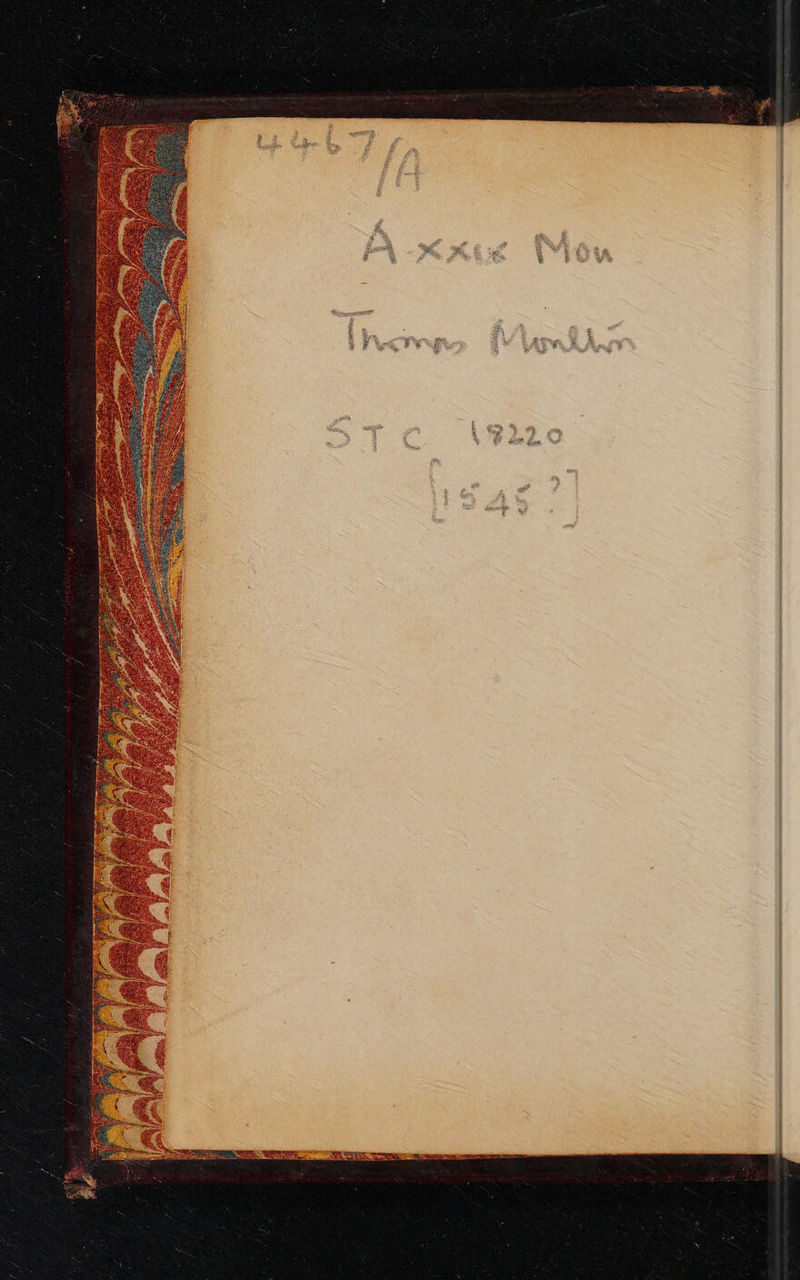 4467/A
A.xxix Mou
Thomas Moulton
STC 18220
[1545?]